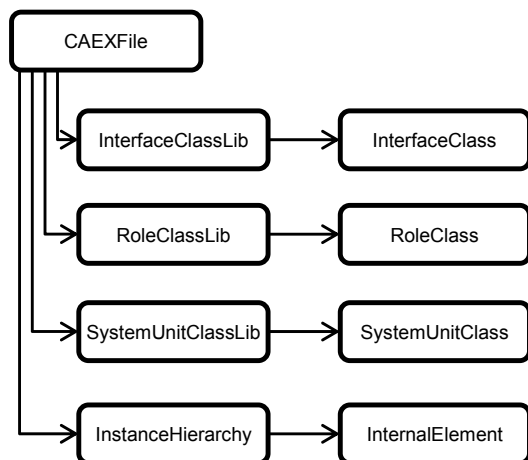 CAEXFile
InterfaceClassLib
InterfaceClass
RoleClassLib
RoleClass
SystemUnitClassLib
SystemUnitClass
InstanceHierarchy
InternalElement